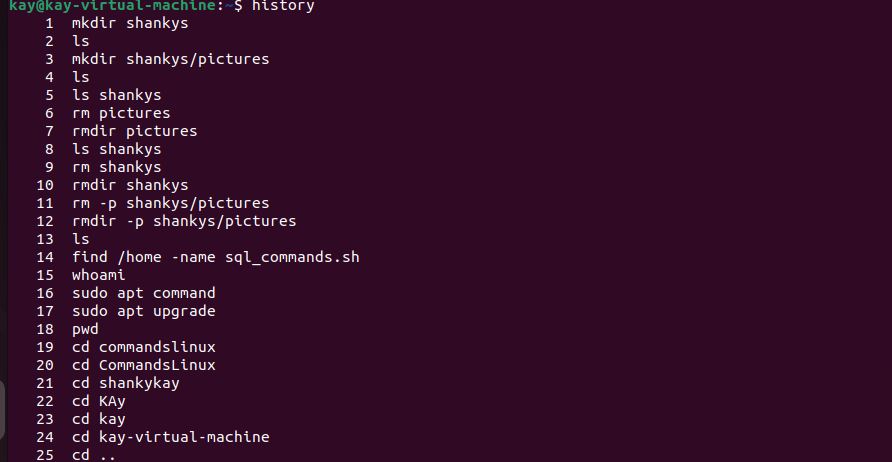 kay@kay-virtual-machine:~$ history
1 mkdir shankys
2 ls
3 mkdir shankys/pictures
4 ls
5 ls shankys
6 rm pictures
7 rmdir pictures
8 ls shankys
9 rm shankys
10 rmdir shankys
11 rm -p shankys/pictures
12 rmdir -p shankys/pictures
13 ls
14 find /home -name sql_commands.sh
15 whoami
16 sudo apt command
17 sudo apt upgrade
18 pwd
19 cd commandslinux
20 cd CommandsLinux
21 cd shankykay
22 cd KAy
23 cd kay
24 cd kay-virtual-machine
25 cd ..